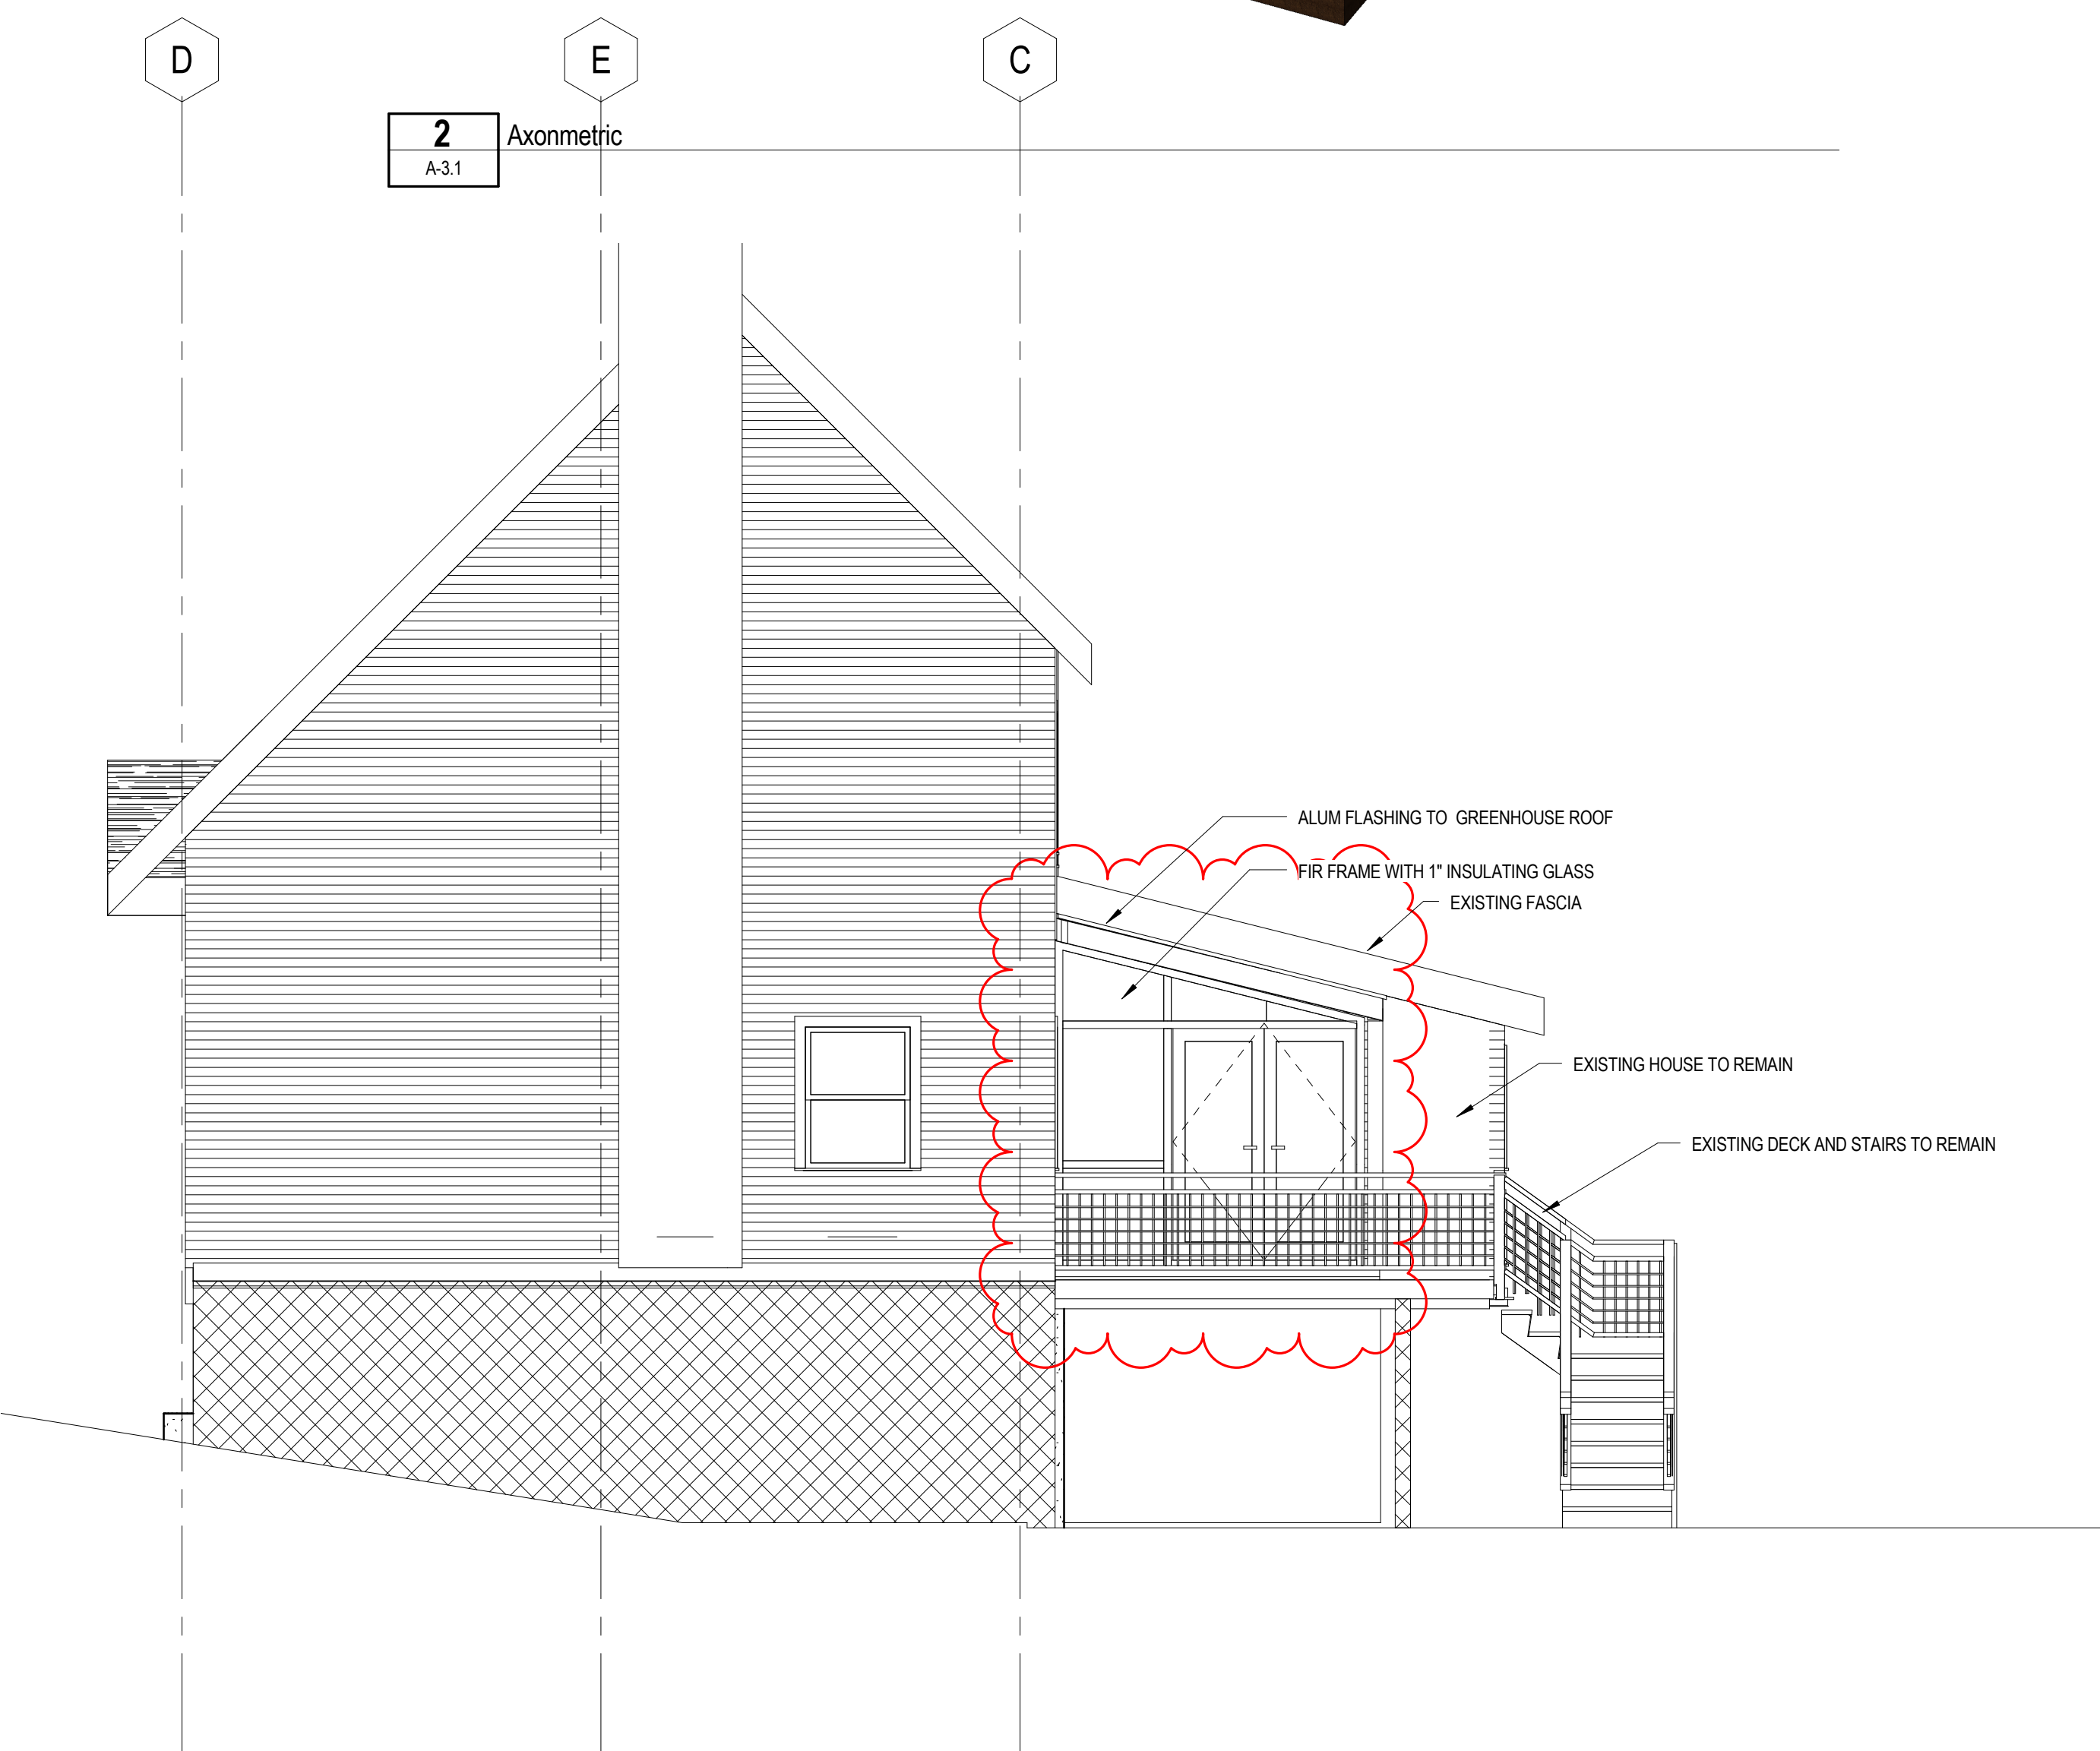 D
E
C
2
Axonmetric
A-3.1
ALUM FLASHING TO GREENHOUSE ROOF
FIR FRAME WITH 1" INSULATING GLASS
EXISTING FASCIA
EXISTING HOUSE TO REMAIN
EXISTING DECK AND STAIRS TO REMAIN